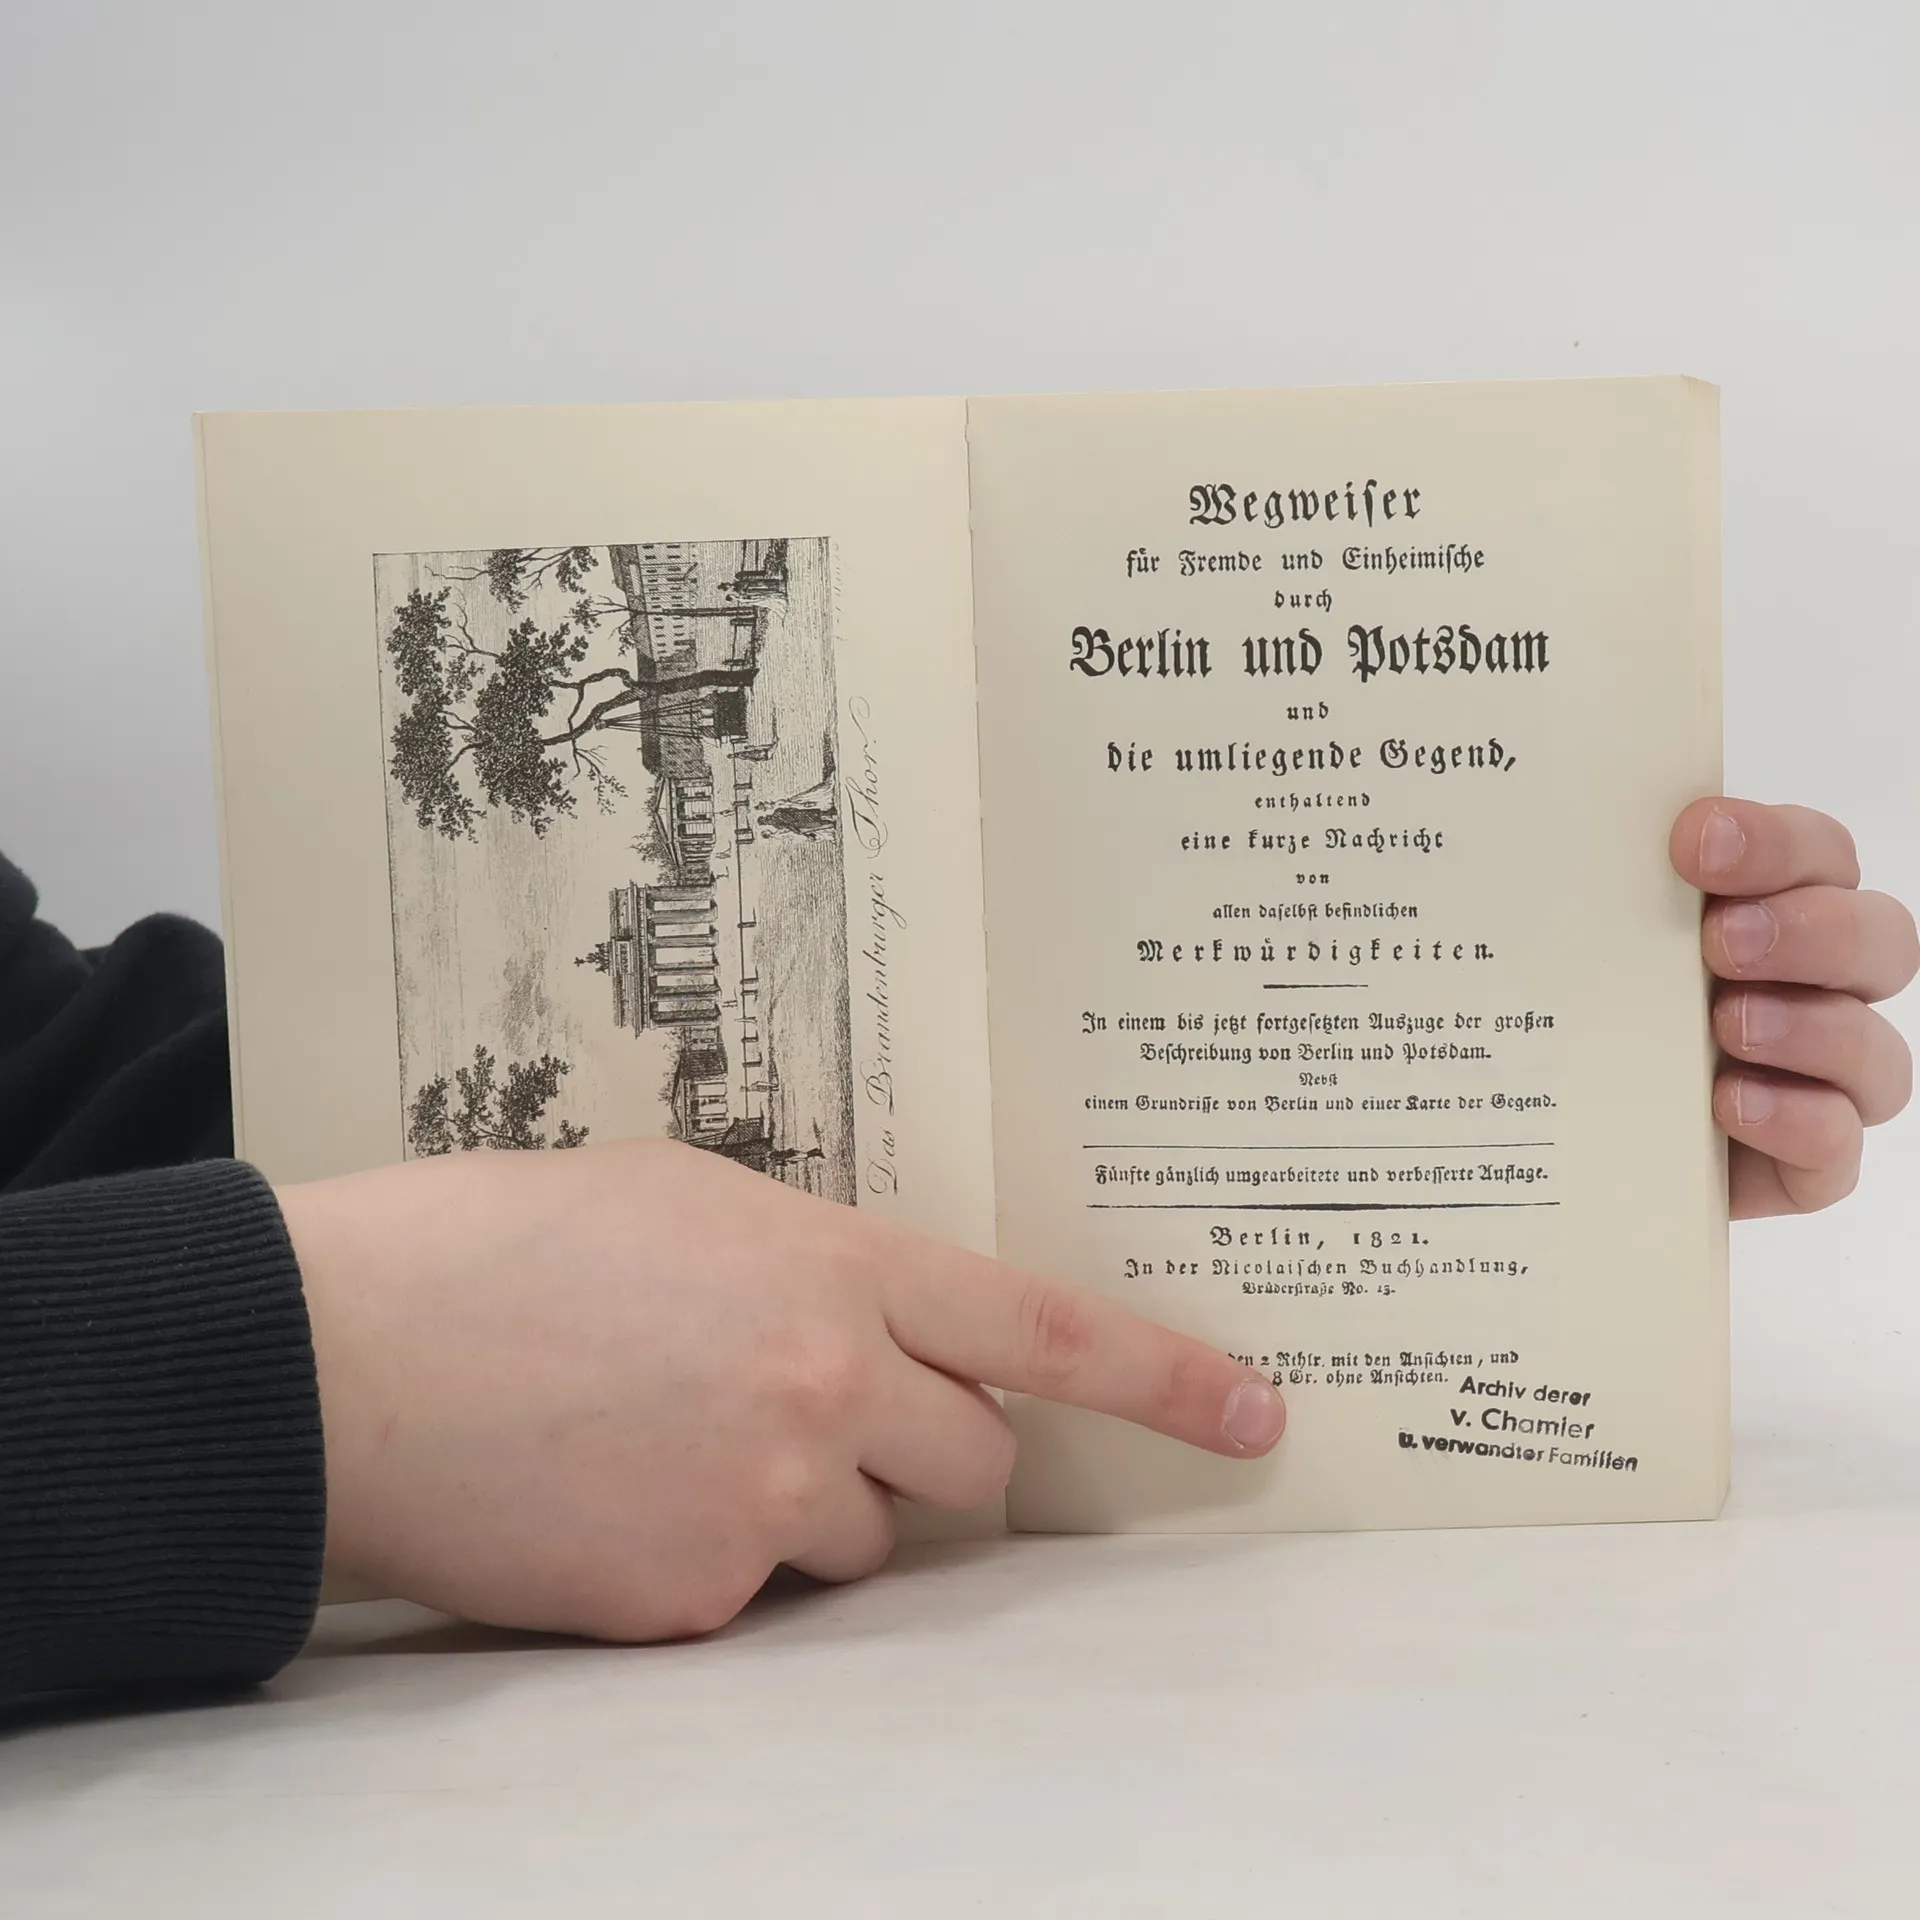 Das Brandenburger Thor.
Wegweiſer
für Fremde und Einheimiſche
durch
Berlin und Potsdam
und
die umliegende Gegend,
enthaltend
eine kurze Nachricht
von
allen daſelbſt befindlichen
Merkwürdigkeiten.
In einem bis jetzt fortgeſetzten Auszuge der großen
Beſchreibung von Berlin und Potsdam.
Nebſt
einem Grundriſſe von Berlin und einer Karte der Gegend.
Fünfte gänzlich umgearbeitete und verbeſſerte Auflage.
Berlin, 1821.
In der Nicolaiſchen Buchhandlung,
Brüderſtraße No. 13.
2 Rthlr. mit den Anſichten, und
8 Gr. ohne Anſichten.
Archiv derer
v. Chamier
u. verwandter Familien